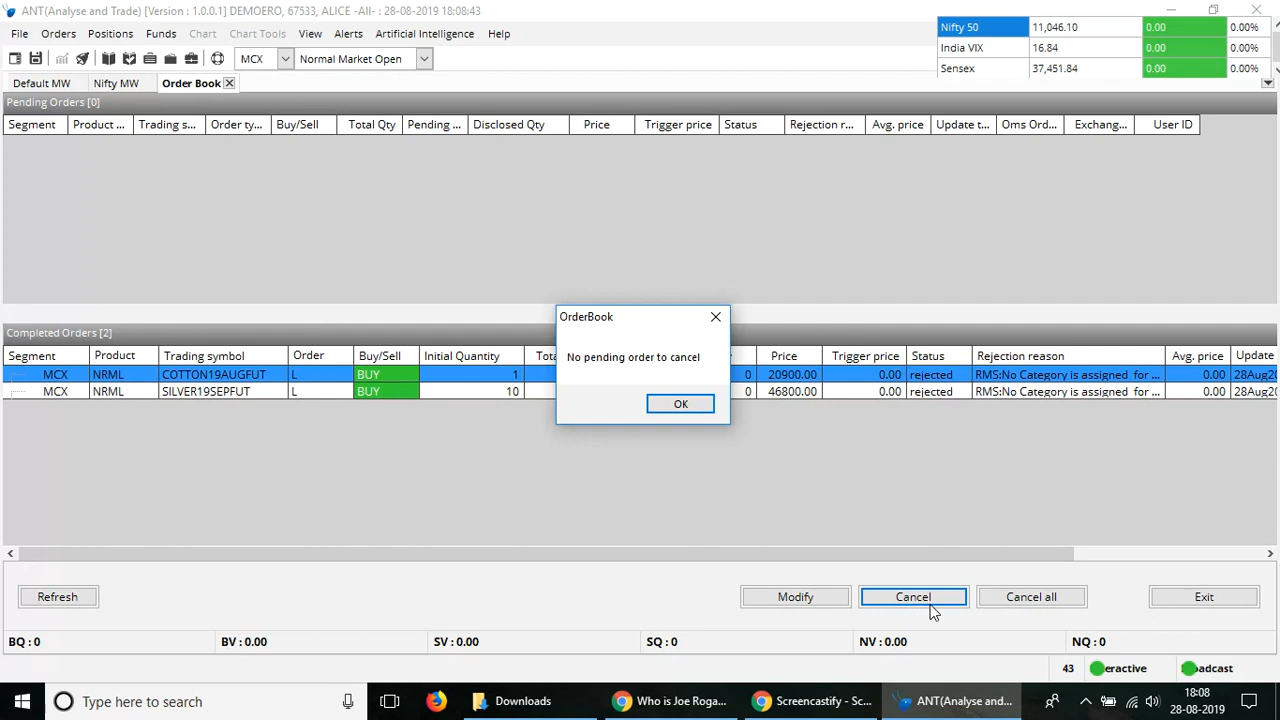 ANT(Analyse and Trade) [Version : 1.0.0.1] DEMOERO, 67533, ALICE -All- : 28-08-2019 18:08:43
File Orders Positions Funds Chart Chart Tools View Alerts Artificial Intelligence Help
Nifty 50 11,046.10 0.00 0.00%
India VIX 16.84 0.00 0.00%
Sensex 37,451.84 0.00 0.00%
MCX Normal Market Open
Default MW Nifty MW Order Book
Pending Orders [0]
Segment Product ... Trading s... Order ty... Buy/Sell Total Qty Pending ... Disclosed Qty Price Trigger price Status Rejection r... Avg. price Update t... Oms Ord... Exchang... User ID
OrderBook
No pending order to cancel
OK
Completed Orders [2]
Segment Product Trading symbol Order Buy/Sell Initial Quantity Price Trigger price Status Rejection reason Avg. price Update
MCX NRML COTTON19AUGFUT L BUY 1 0 20900.00 0.00 rejected RMS:No Category is assigned for ... 0.00 28Aug20
MCX NRML SILVER19SEPFUT L BUY 10 0 46800.00 0.00 rejected RMS:No Category is assigned for ... 0.00 28Aug20
Refresh Modify Cancel Cancel all Exit
BQ : 0 BV : 0.00 SV : 0.00 SQ : 0 NV : 0.00 NQ : 0
43 eractive oadcast
Type here to search Downloads Who is Joe Roga... Screencastify - Sc... ANT(Analyse and... 18:08
28-08-2019